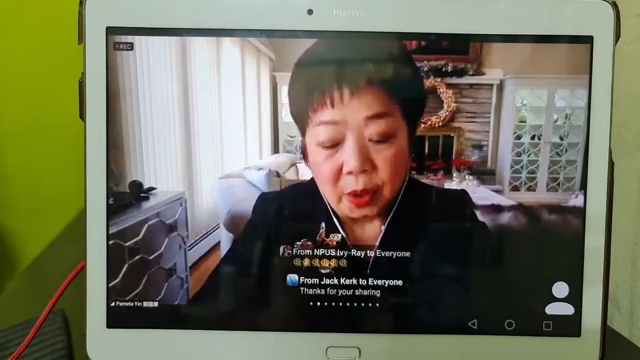 HUAWEI
REC
From NPUS Ivy-Ray to Everyone
From Jack Kerk to Everyone
Thanks for your sharing
Pamela Yin